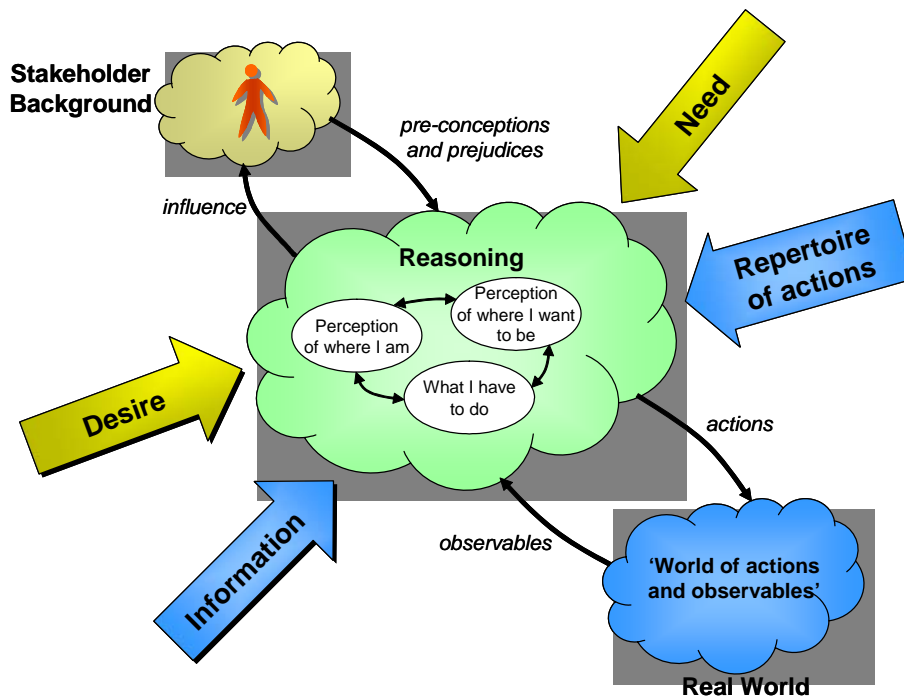 Stakeholder
Background
pre-conceptions
and prejudices
Need
influence
Reasoning
Repertoire
of actions
Perception
of where I am
Perception
of where I want
to be
What I have
to do
Desire
actions
Information
observables
‘World of actions
and observables’
Real World